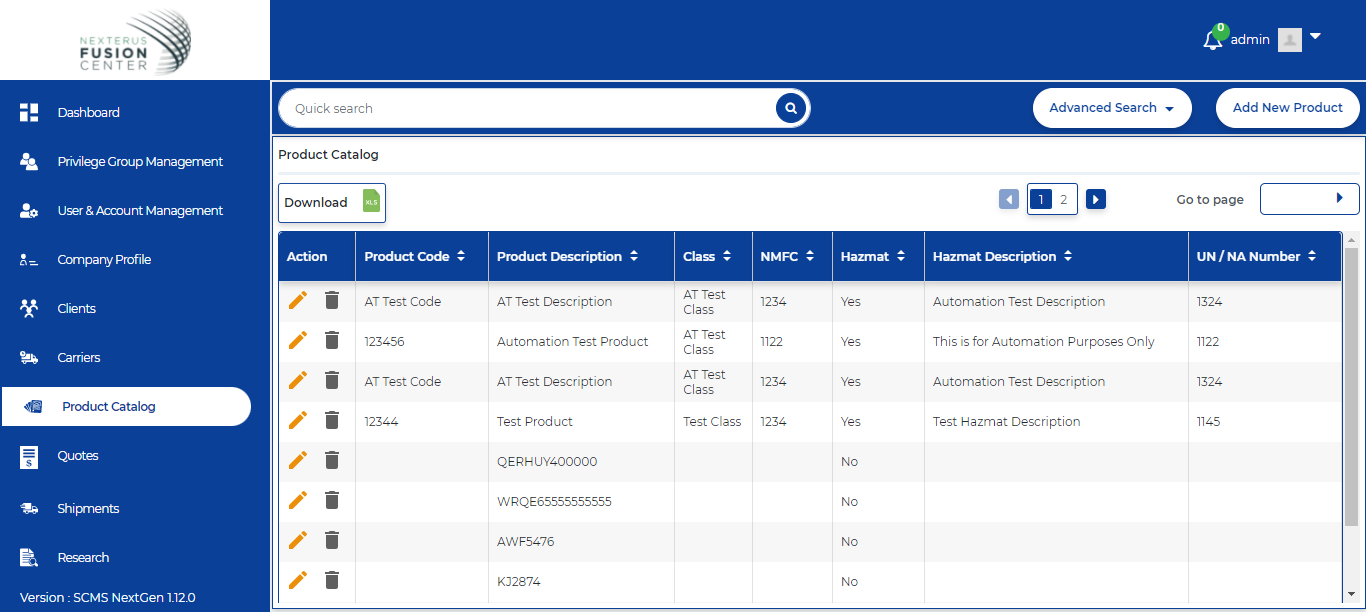 NEXTERUS
FUSION
CENTER
0
admin
Dashboard
Privilege Group Management
User & Account Management
Company Profile
Clients
Carriers
Product Catalog
Quotes
Shipments
Research
Version : SCMS NextGen 1.12.0
Quick search
Advanced Search
Add New Product
Product Catalog
Download XLS
1 2
Go to page
Action Product Code Product Description Class NMFC Hazmat Hazmat Description UN / NA Number
AT Test Code AT Test Description AT Test Class 1234 Yes Automation Test Description 1324
123456 Automation Test Product AT Test Class 1122 Yes This is for Automation Purposes Only 1122
AT Test Code AT Test Description AT Test Class 1234 Yes Automation Test Description 1324
12344 Test Product Test Class 1234 Yes Test Hazmat Description 1145
QERHUY400000 No
WRQE65555555555 No
AWF5476 No
KJ2874 No